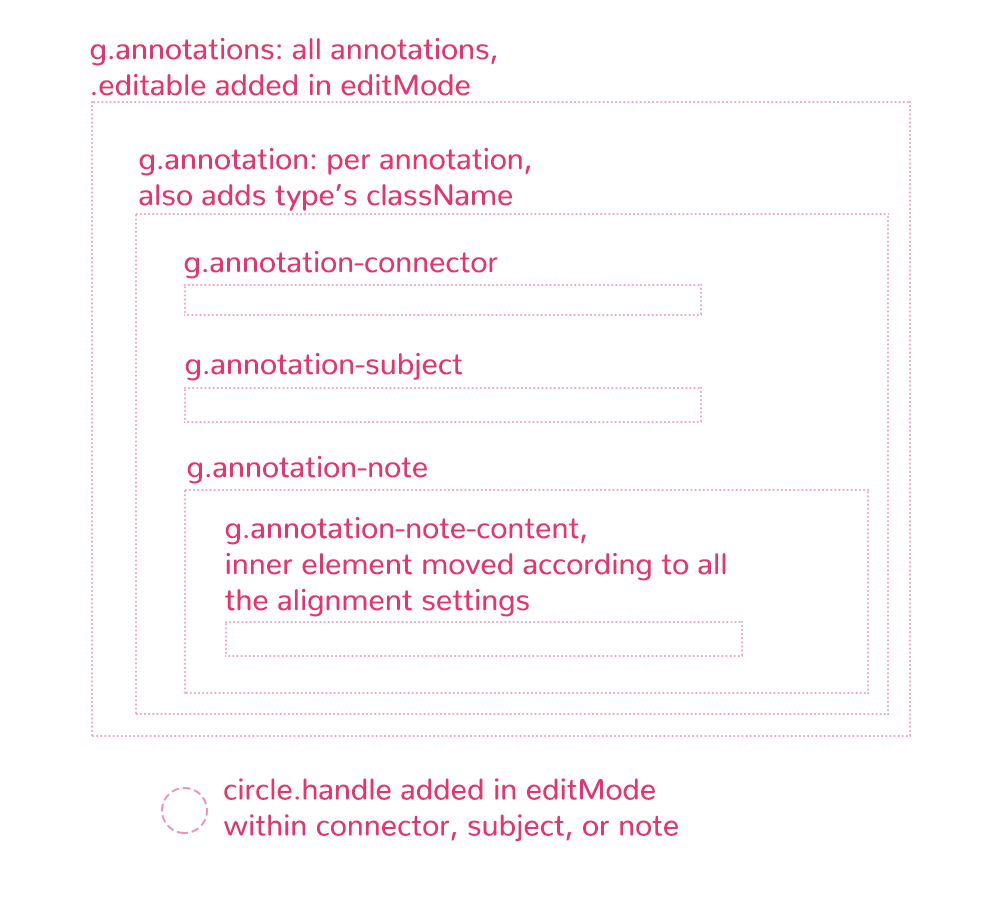 g.annotations: all annotations,
.editable added in editMode
g.annotation: per annotation,
also adds type’s className
g.annotation-connector
g.annotation-subject
g.annotation-note
g.annotation-note-content,
inner element moved according to all
the alignment settings
circle.handle added in editMode
within connector, subject, or note